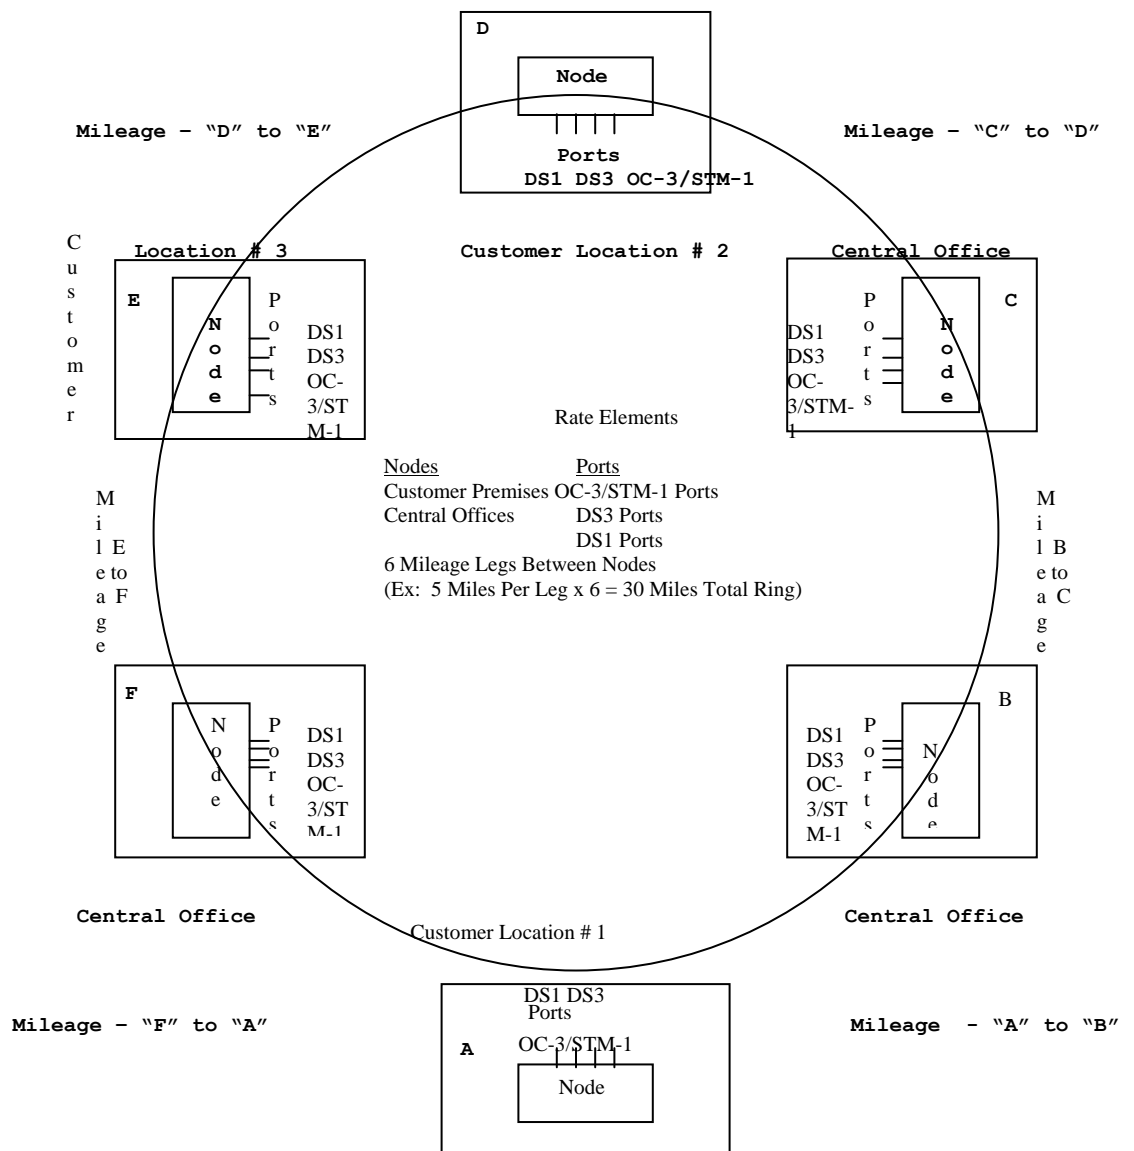 D
Node
Mileage – “D” to “E”
Mileage – “C” to “D”
Ports
DS1 DS3 OC-3/STM-1
Customer
Location # 3
Customer Location # 2
Central Office
E
Node
Ports
DS1
DS3
OC-
3/ST
M-1
DS1
DS3
OC-
3/STM-
1
Ports
Node
C
Rate Elements
Nodes Ports
Customer Premises OC-3/STM-1 Ports
Central Offices DS3 Ports
DS1 Ports
6 Mileage Legs Between Nodes
(Ex: 5 Miles Per Leg x 6 = 30 Miles Total Ring)
Mileage
E
to
F
Mileage
B
to
C
F
Node
Ports
DS1
DS3
OC-
3/ST
M-1
DS1
DS3
OC-
3/ST
M-1
Ports
Node
B
Central Office
Central Office
Customer Location # 1
Mileage – “F” to “A”
Mileage - “A” to “B”
DS1 DS3
Ports
A
OC-3/STM-1
Node